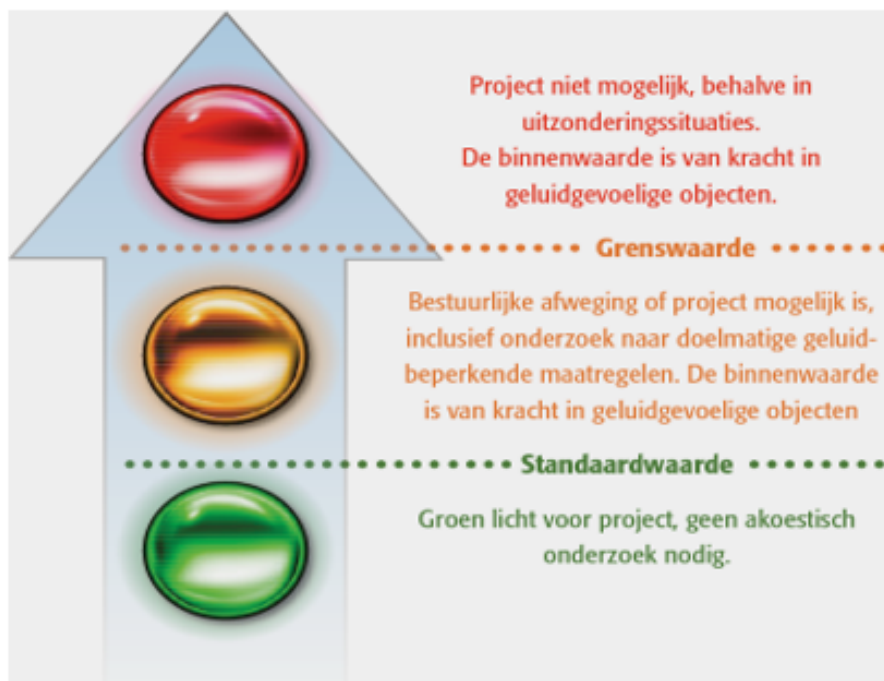 Project niet mogelijk, behalve in
uitzonderingssituaties.
De binnenwaarde is van kracht in
geluidgevoelige objecten.
Grenswaarde
Bestuurlijke afweging of project mogelijk is,
inclusief onderzoek naar doelmatige geluid-
beperkende maatregelen. De binnenwaarde
is van kracht in geluidgevoelige objecten
Standaardwaarde
Groen licht voor project, geen akoestisch
onderzoek nodig.